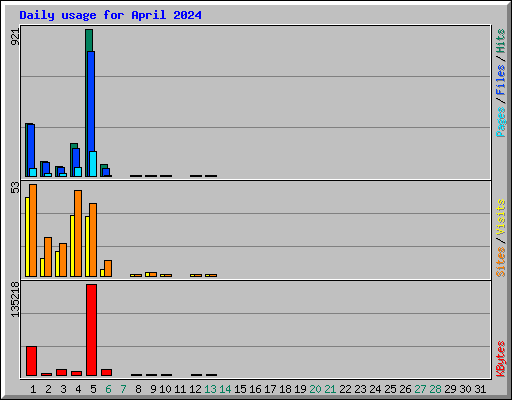 Daily usage for April 2024
921
53
135218
Pages / Files / Hits
Sites / Visits
KBytes
1 2 3 4 5 6 7 8 9 10 11 12 13 14 15 16 17 18 19 20 21 22 23 24 25 26 27 28 29 30 31